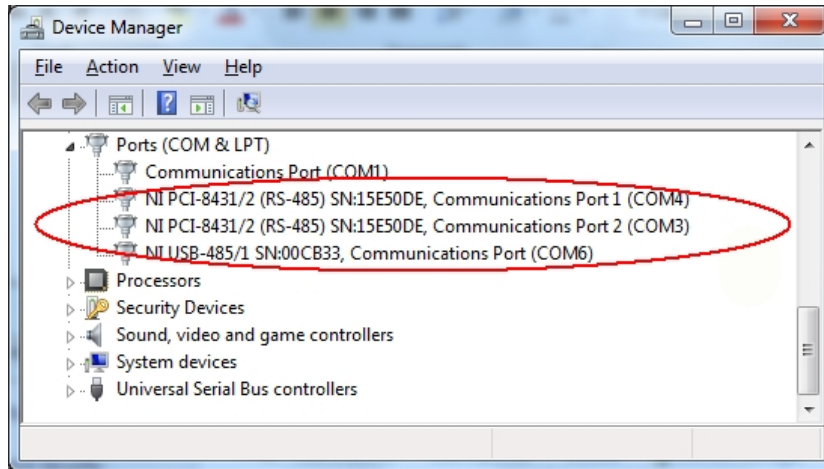 Device Manager
File Action View Help
Ports (COM & LPT)
Communications Port (COM1)
NI PCI-8431/2 (RS-485) SN:15E50DE, Communications Port 1 (COM4)
NI PCI-8431/2 (RS-485) SN:15E50DE, Communications Port 2 (COM3)
NI USB-485/1 SN:00CB33, Communications Port (COM6)
Processors
Security Devices
Sound, video and game controllers
System devices
Universal Serial Bus controllers